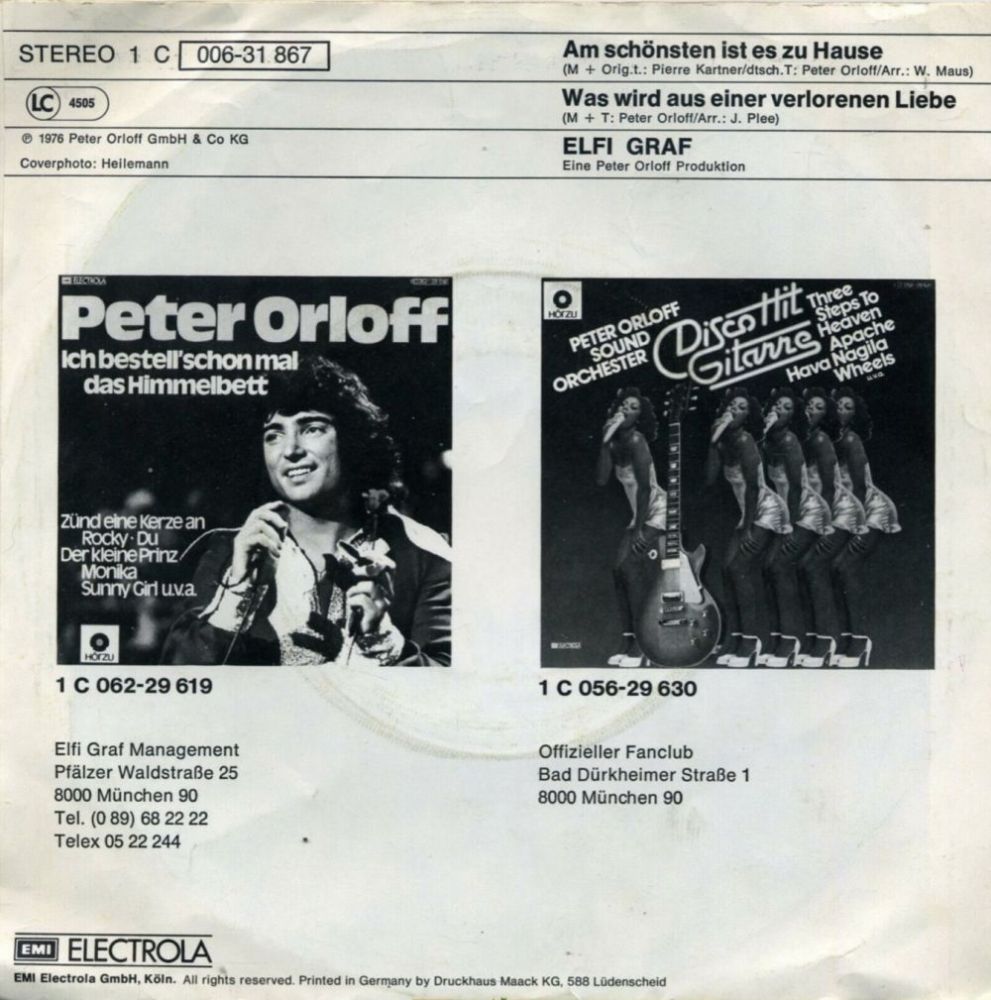 STEREO 1 C 006-31 867
LC 4505
℗ 1976 Peter Orloff GmbH & Co KG
Coverphoto: Heilemann
Am schönsten ist es zu Hause
(M + Orig.t.: Pierre Kartner/dtsch.T: Peter Orloff/Arr.: W. Maus)
Was wird aus einer verlorenen Liebe
(M + T: Peter Orloff/Arr.: J. Plee)
ELFI GRAF
Eine Peter Orloff Produktion
EMI ELECTROLA
Peter Orloff
Ich bestell'schon mal
das Himmelbett
Zünd eine Kerze an
Rocky · Du
Der kleine Prinz
Monika
Sunny Girl u.v.a.
HÖRZU
1 C 062-29 619
HÖRZU
PETER ORLOFF
SOUND
ORCHESTER
Disco Hit
Gitarre
Three
Steps To
Heaven
Apache
Hava Nagila
Wheels
u.v.a.
ELECTROLA
1 C 056-29 630
Elfi Graf Management
Pfälzer Waldstraße 25
8000 München 90
Tel. (0 89) 68 22 22
Telex 05 22 244
Offizieller Fanclub
Bad Dürkheimer Straße 1
8000 München 90
EMI ELECTROLA
EMI Electrola GmbH, Köln. All rights reserved. Printed in Germany by Druckhaus Maack KG, 588 Lüdenscheid